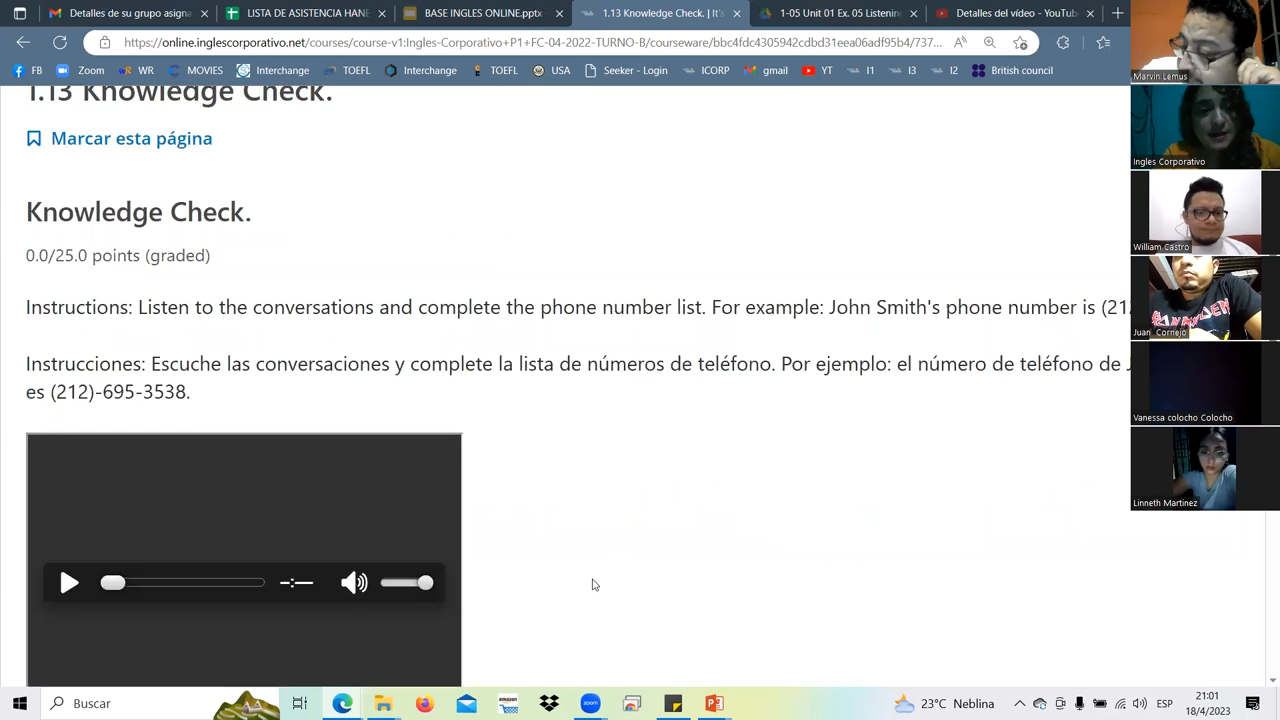 Detalles de su grupo asigna
LISTA DE ASISTENCIA HANE
BASE INGLES ONLINE.pptx
1.13 Knowledge Check. | It's
1-05 Unit 01 Ex. 05 Listenin
Detalles del vídeo - YouTube
https://online.inglescorporativo.net/courses/course-v1:Ingles-Corporativo+P1+FC-04-2022-TURNO-B/courseware/bbc4fdc4305942cdbd31eea06adf95b4/737...
FB
Zoom
WR
MOVIES
Interchange
TOEFL
Interchange
TOEFL
USA
Seeker - Login
ICORP
gmail
YT
I1
I3
I2
British council
1.13 Knowledge Check.
Marcar esta página
Knowledge Check.
0.0/25.0 points (graded)
Instructions: Listen to the conversations and complete the phone number list. For example: John Smith's phone number is (212
Instrucciones: Escuche las conversaciones y complete la lista de números de teléfono. Por ejemplo: el número de teléfono de J
es (212)-695-3538.
-:--
Marvin Lemus
Ingles Corporativo
William Castro
Juan Cornejo
Vanessa colocho Colocho
Linneth Martinez
Buscar
amazon
zoom
23°C Neblina
ESP
21:01
18/4/2023